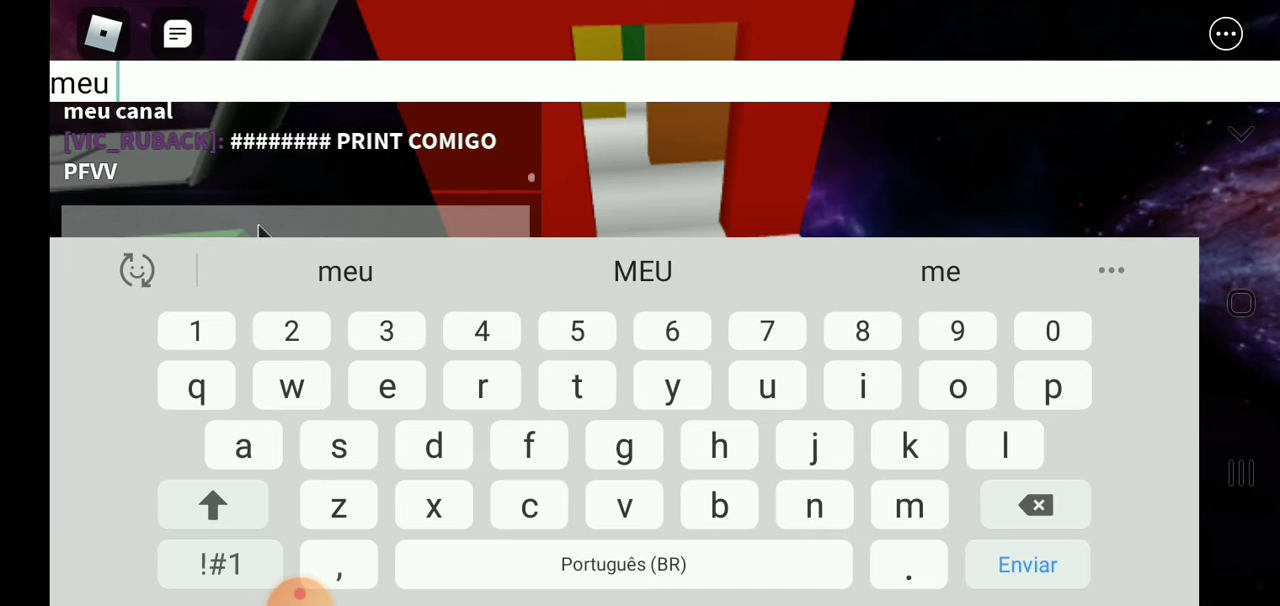 meu
meu canal
[VIC_RUBACK]: ######## PRINT COMIGO
PFVV
meu MEU me
1 2 3 4 5 6 7 8 9 0
q w e r t y u i o p
a s d f g h j k l
z x c v b n m
!#1 , Português (BR) . Enviar